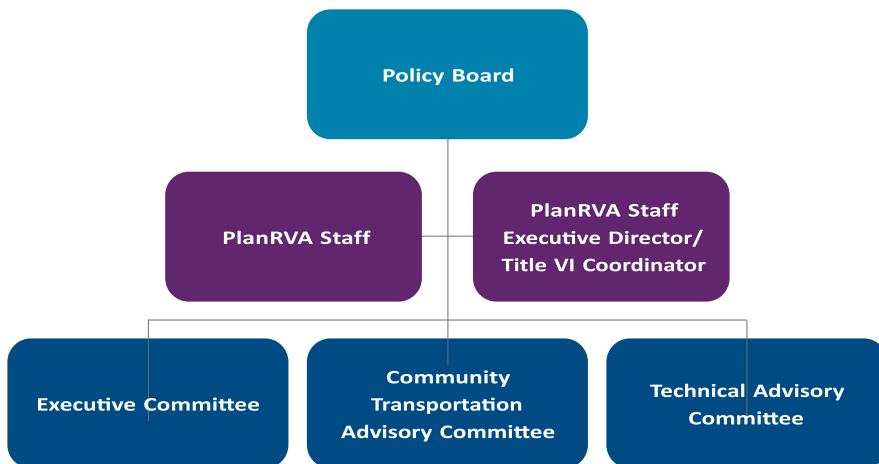 Policy Board
PlanRVA Staff
PlanRVA Staff
Executive Director/
Title VI Coordinator
Executive Committee
Community
Transportation
Advisory Committee
Technical Advisory
Committee